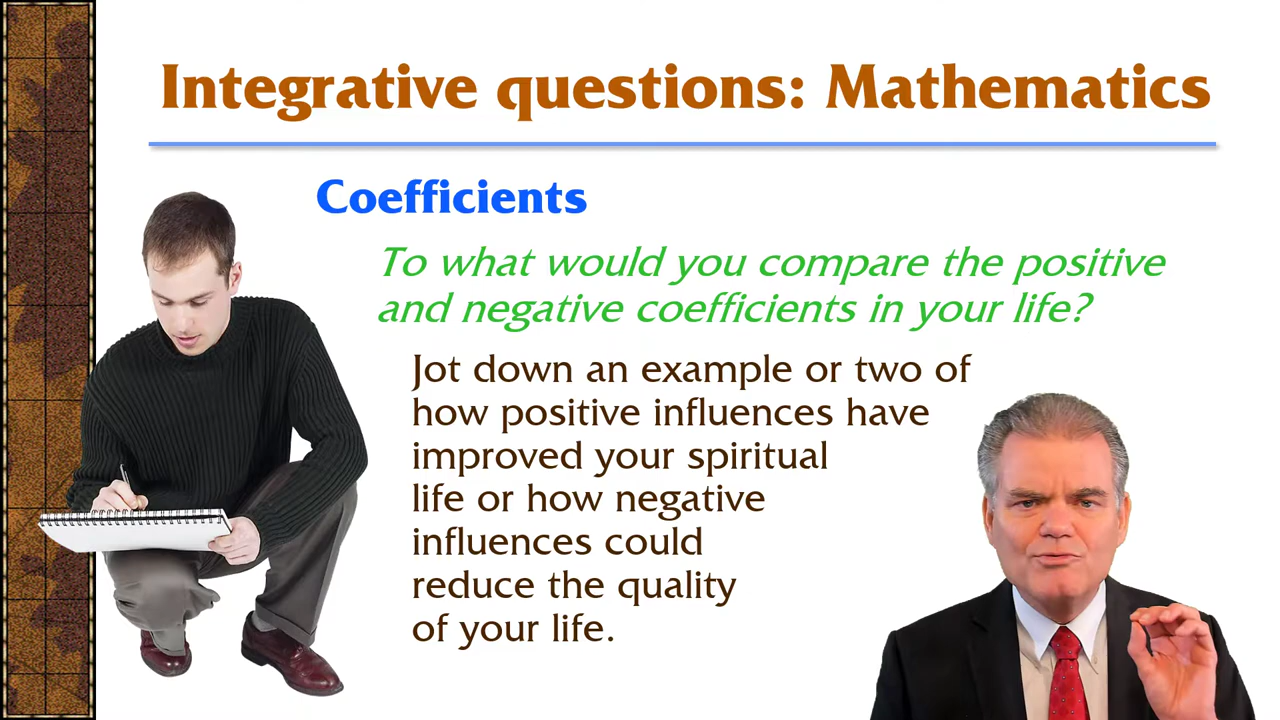 Integrative questions: Mathematics
Coefficients
To what would you compare the positive
and negative coefficients in your life?
Jot down an example or two of
how positive influences have
improved your spiritual
life or how negative
influences could
reduce the quality
of your life.